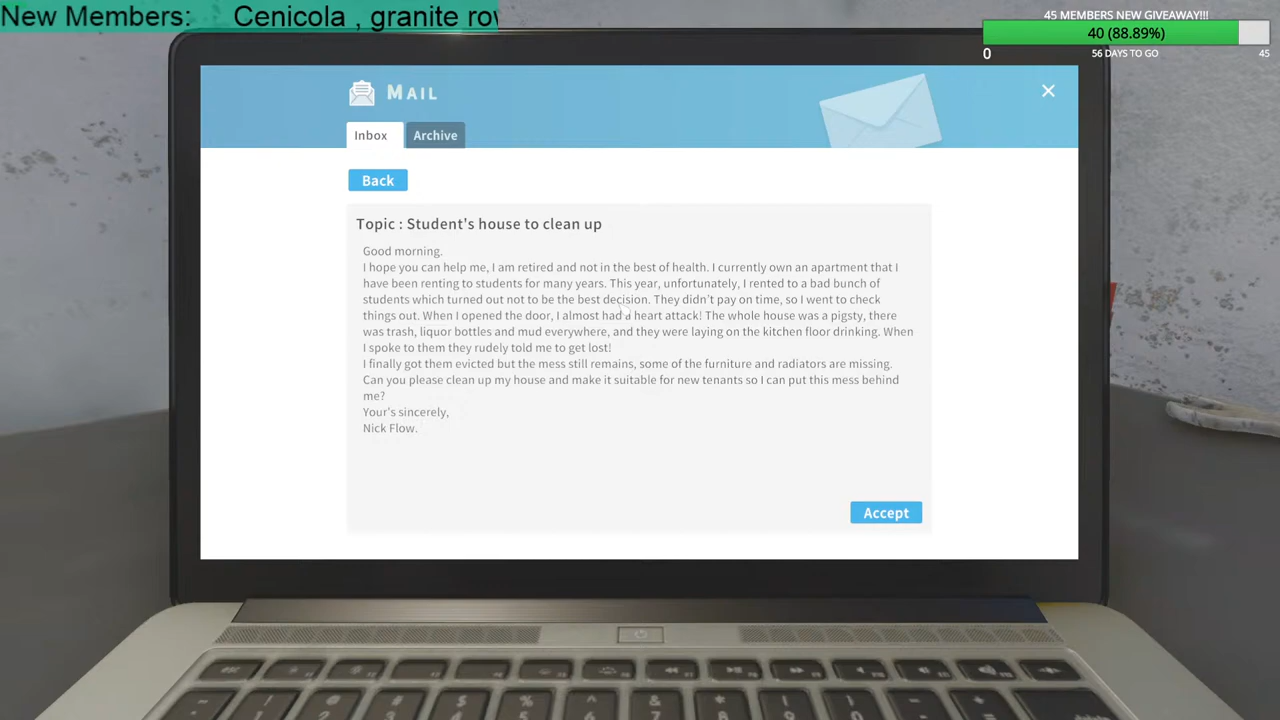 New Members: Cenicola , granite
45 MEMBERS NEW GIVEAWAY!!!
40 (88.89%)
0 56 DAYS TO GO 45
MAIL
Inbox Archive
Back
Topic : Student's house to clean up
Good morning.
I hope you can help me, I am retired and not in the best of health. I currently own an apartment that I
have been renting to students for many years. This year, unfortunately, I rented to a bad bunch of
students which turned out not to be the best decision. They didn't pay on time, so I went to check
things out. When I opened the door, I almost had a heart attack! The whole house was a pigsty, there
was trash, liquor bottles and mud everywhere, and they were laying on the kitchen floor drinking. When
I spoke to them they rudely told me to get lost!
I finally got them evicted but the mess still remains, some of the furniture and radiators are missing.
Can you please clean up my house and make it suitable for new tenants so I can put this mess behind
me?
Your's sincerely,
Nick Flow.
Accept